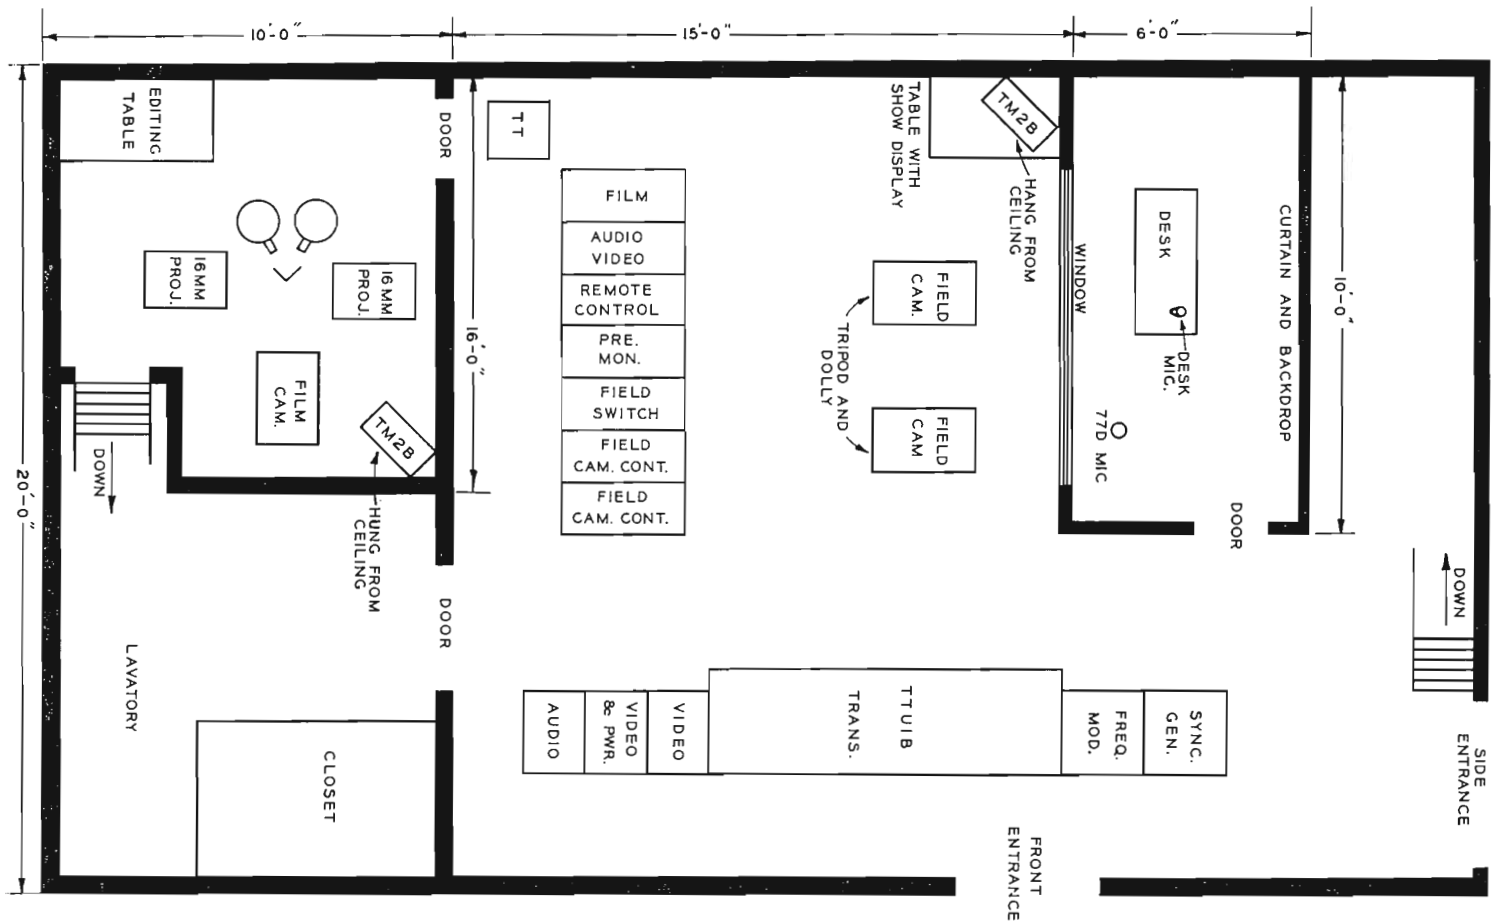 10'-0"
15'-0"
6'-0"
EDITING
TABLE
DOOR
TT
TABLE WITH
SHOW DISPLAY
TM2B
HANG FROM
CEILING
FILM
AUDIO
VIDEO
REMOTE
CONTROL
PRE.
MON.
FIELD
SWITCH
FIELD
CAM. CONT.
FIELD
CAM. CONT.
16MM
PROJ.
16MM
PROJ.
FILM
CAM.
TM2B
HUNG FROM
CEILING
16'-0"
FIELD
CAM.
TRIPOD AND
DOLLY
FIELD
CAM
WINDOW
DESK
DESK
MIC.
77D MIC
CURTAIN AND BACKDROP
10'-0"
DOOR
DOWN
20'-0"
DOWN
LAVATORY
DOOR
CLOSET
AUDIO
VIDEO
& PWR.
VIDEO
TTU1B
TRANS.
FREQ.
MOD.
SYNC.
GEN.
SIDE
ENTRANCE
FRONT
ENTRANCE